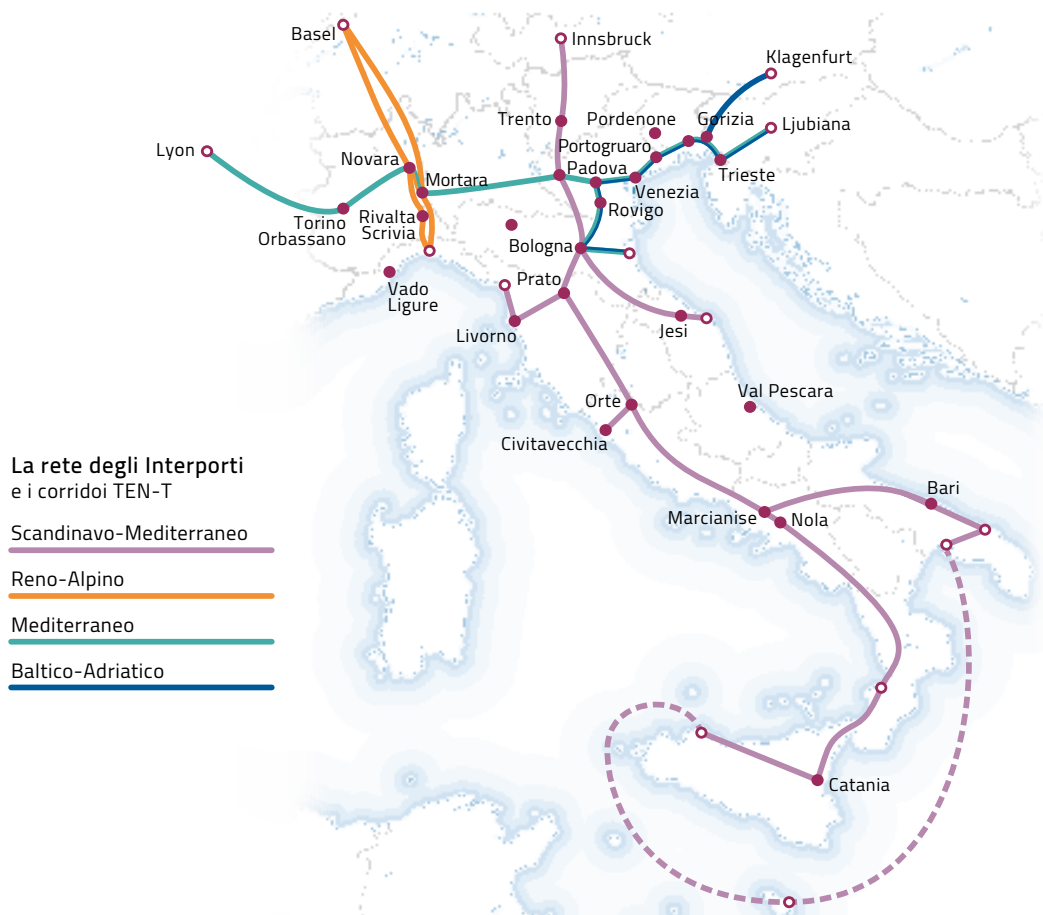 Basel
Innsbruck
Klagenfurt
Trento
Pordenone
Gorizia
Ljubiana
Portogruaro
Lyon
Novara
Padova
Trieste
Mortara
Venezia
Torino
Orbassano
Rivalta
Scrivia
Rovigo
Bologna
Prato
Vado
Ligure
Livorno
Jesi
Orte
Val Pescara
Civitavecchia
La rete degli Interporti
e i corridoi TEN-T
Scandinavo-Mediterraneo
Reno-Alpino
Mediterraneo
Baltico-Adriatico
Bari
Marcianise
Nola
Catania